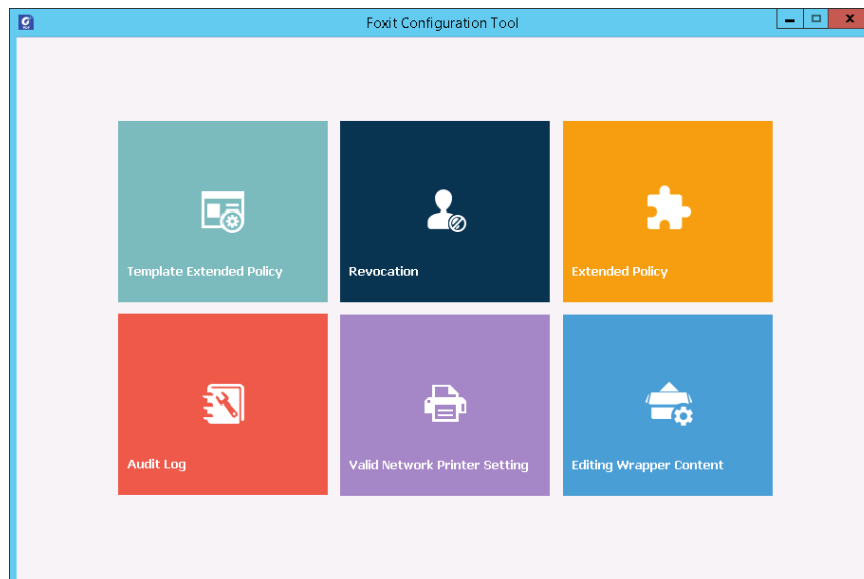 Foxit Configuration Tool
Template Extended Policy
Revocation
Extended Policy
Audit Log
Valid Network Printer Setting
Editing Wrapper Content